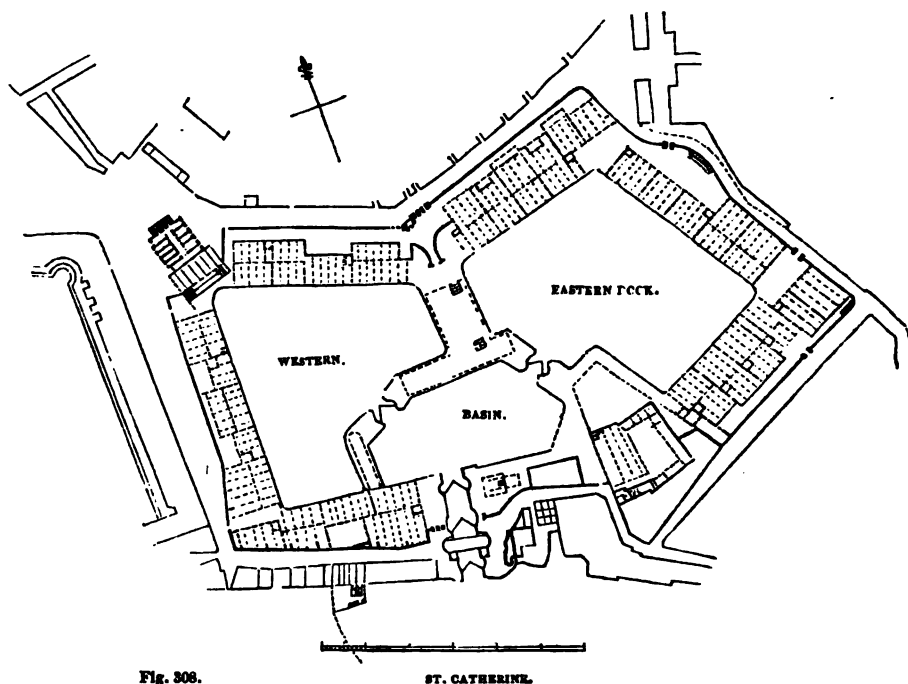 EASTERN DOCK.
WESTERN.
BASIN.
Fig. 308.
ST. CATHERINE.